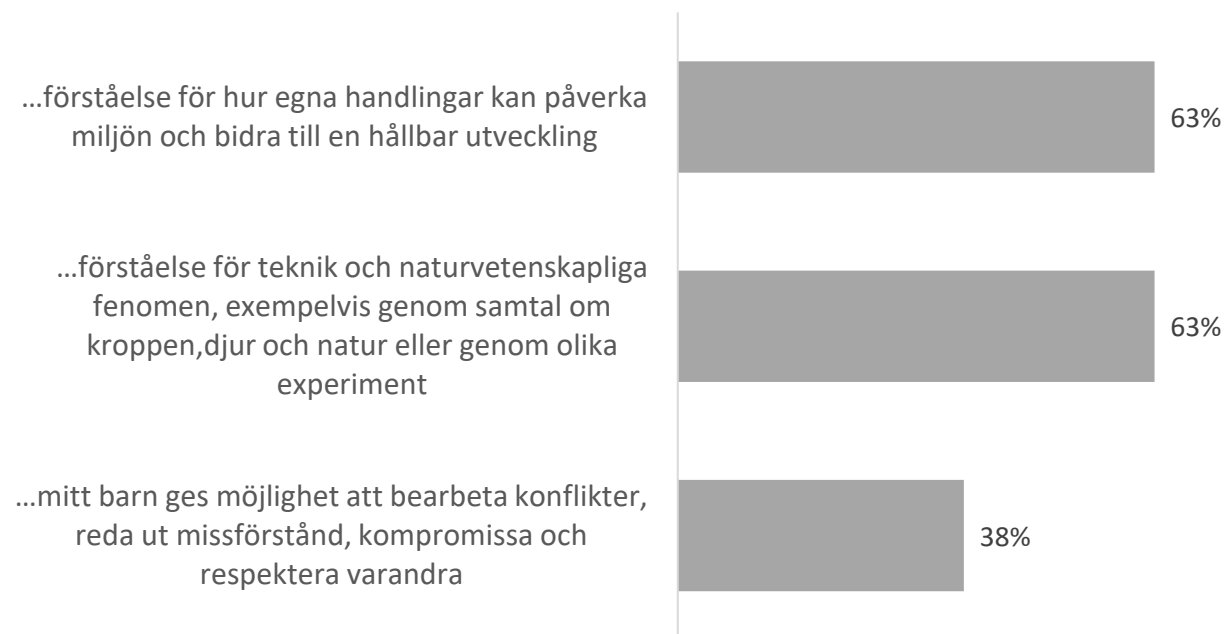 …förståelse för hur egna handlingar kan påverka
miljön och bidra till en hållbar utveckling
63%
…förståelse för teknik och naturvetenskapliga
fenomen, exempelvis genom samtal om
kroppen,djur och natur eller genom olika
experiment
63%
…mitt barn ges möjlighet att bearbeta konflikter,
reda ut missförstånd, kompromissa och
respektera varandra
38%